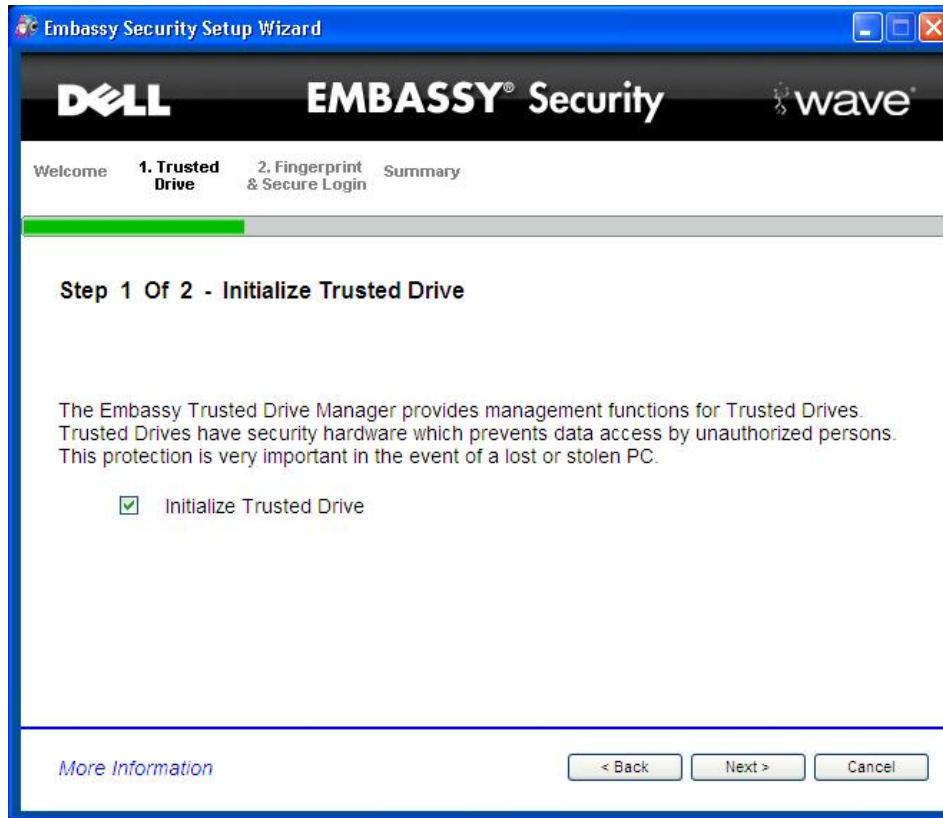 Embassy Security Setup Wizard
DELL
EMBASSY® Security
wave
Welcome
1. Trusted
Drive
2. Fingerprint
& Secure Login
Summary
Step 1 Of 2 - Initialize Trusted Drive
The Embassy Trusted Drive Manager provides management functions for Trusted Drives.
Trusted Drives have security hardware which prevents data access by unauthorized persons.
This protection is very important in the event of a lost or stolen PC.
Initialize Trusted Drive
More Information
< Back
Next >
Cancel